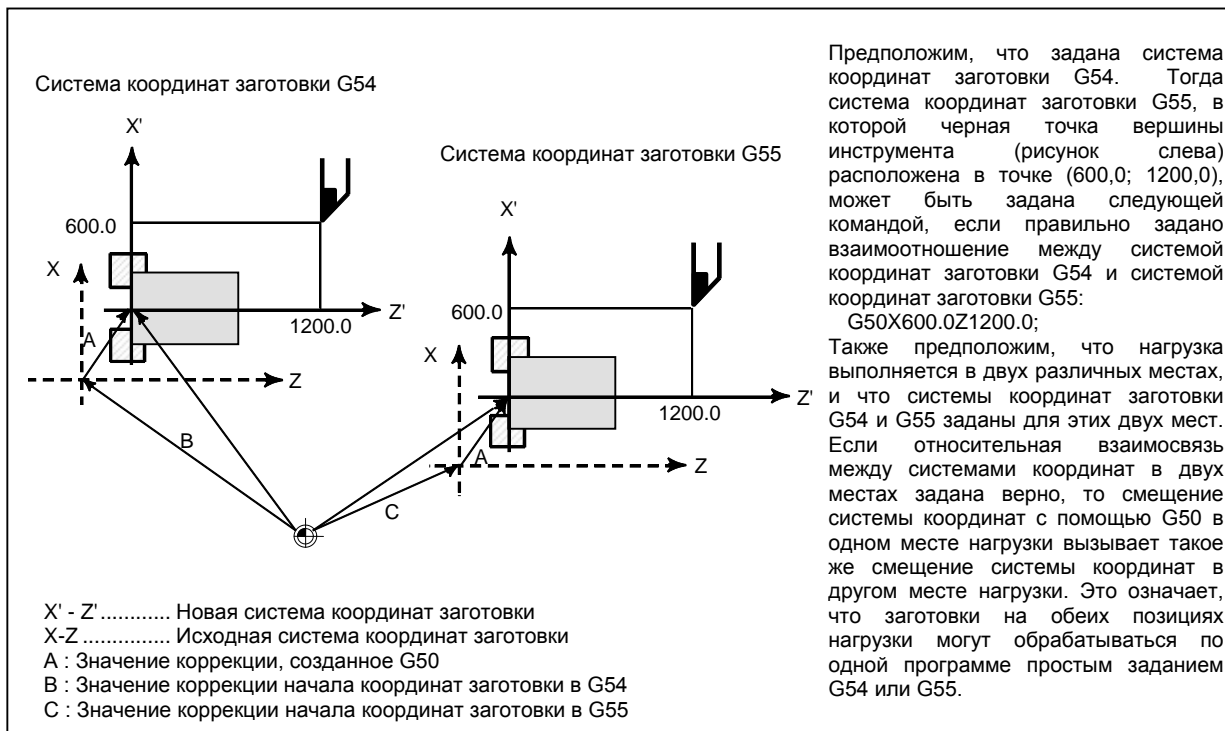 Система координат заготовки G54
X'
600.0
X
A
Z'
1200.0
Z
B
Система координат заготовки G55
X'
600.0
X
A
Z'
1200.0
Z
C
X' - Z' ............ Новая система координат заготовки
X-Z ............... Исходная система координат заготовки
A : Значение коррекции, созданное G50
B : Значение коррекции начала координат заготовки в G54
C : Значение коррекции начала координат заготовки в G55
Предположим, что задана система
координат заготовки G54. Тогда
система координат заготовки G55, в
которой черная точка вершины
инструмента (рисунок слева)
расположена в точке (600,0; 1200,0),
может быть задана следующей
командой, если правильно задано
взаимоотношение между системой
координат заготовки G54 и системой
координат заготовки G55:
G50X600.0Z1200.0;
Также предположим, что нагрузка
выполняется в двух различных местах,
и что системы координат заготовки
G54 и G55 заданы для этих двух мест.
Если относительная взаимосвязь
между системами координат в двух
местах задана верно, то смещение
системы координат с помощью G50 в
одном месте нагрузки вызывает такое
же смещение системы координат в
другом месте нагрузки. Это означает,
что заготовки на обеих позициях
нагрузки могут обрабатываться по
одной программе простым заданием
G54 или G55.